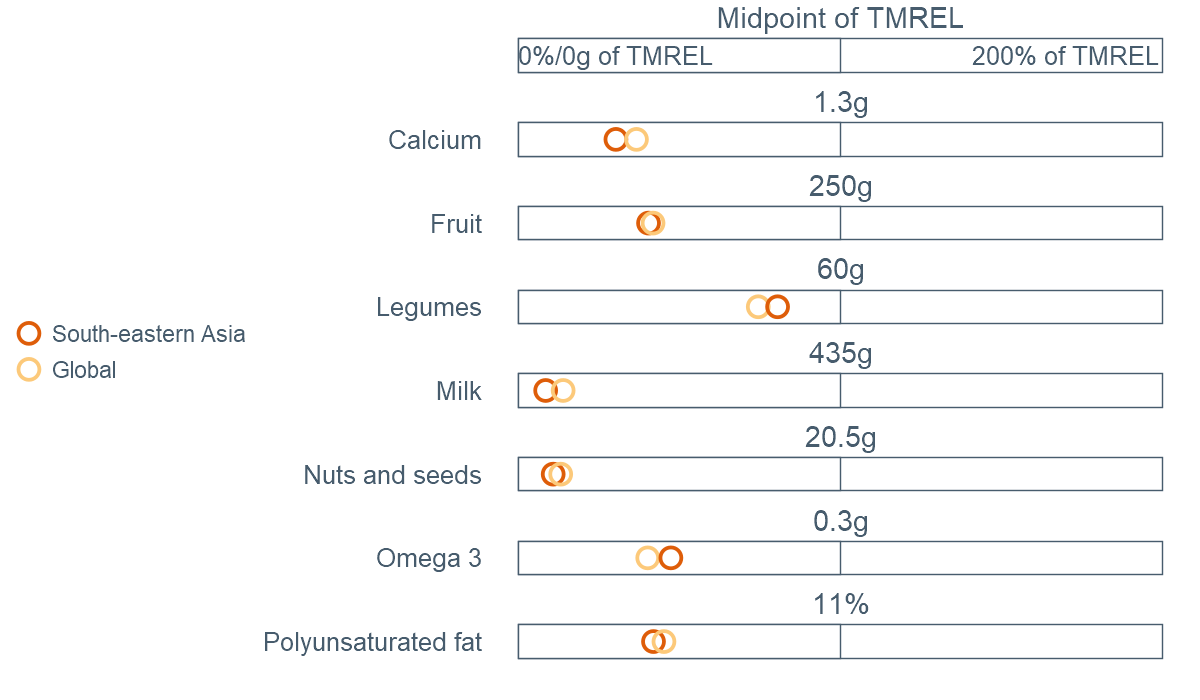 Midpoint of TMREL
0%/0g of TMREL
200% of TMREL
1.3g
Calcium
250g
Fruit
60g
Legumes
South-eastern Asia
Global
435g
Milk
20.5g
Nuts and seeds
0.3g
Omega 3
11%
Polyunsaturated fat